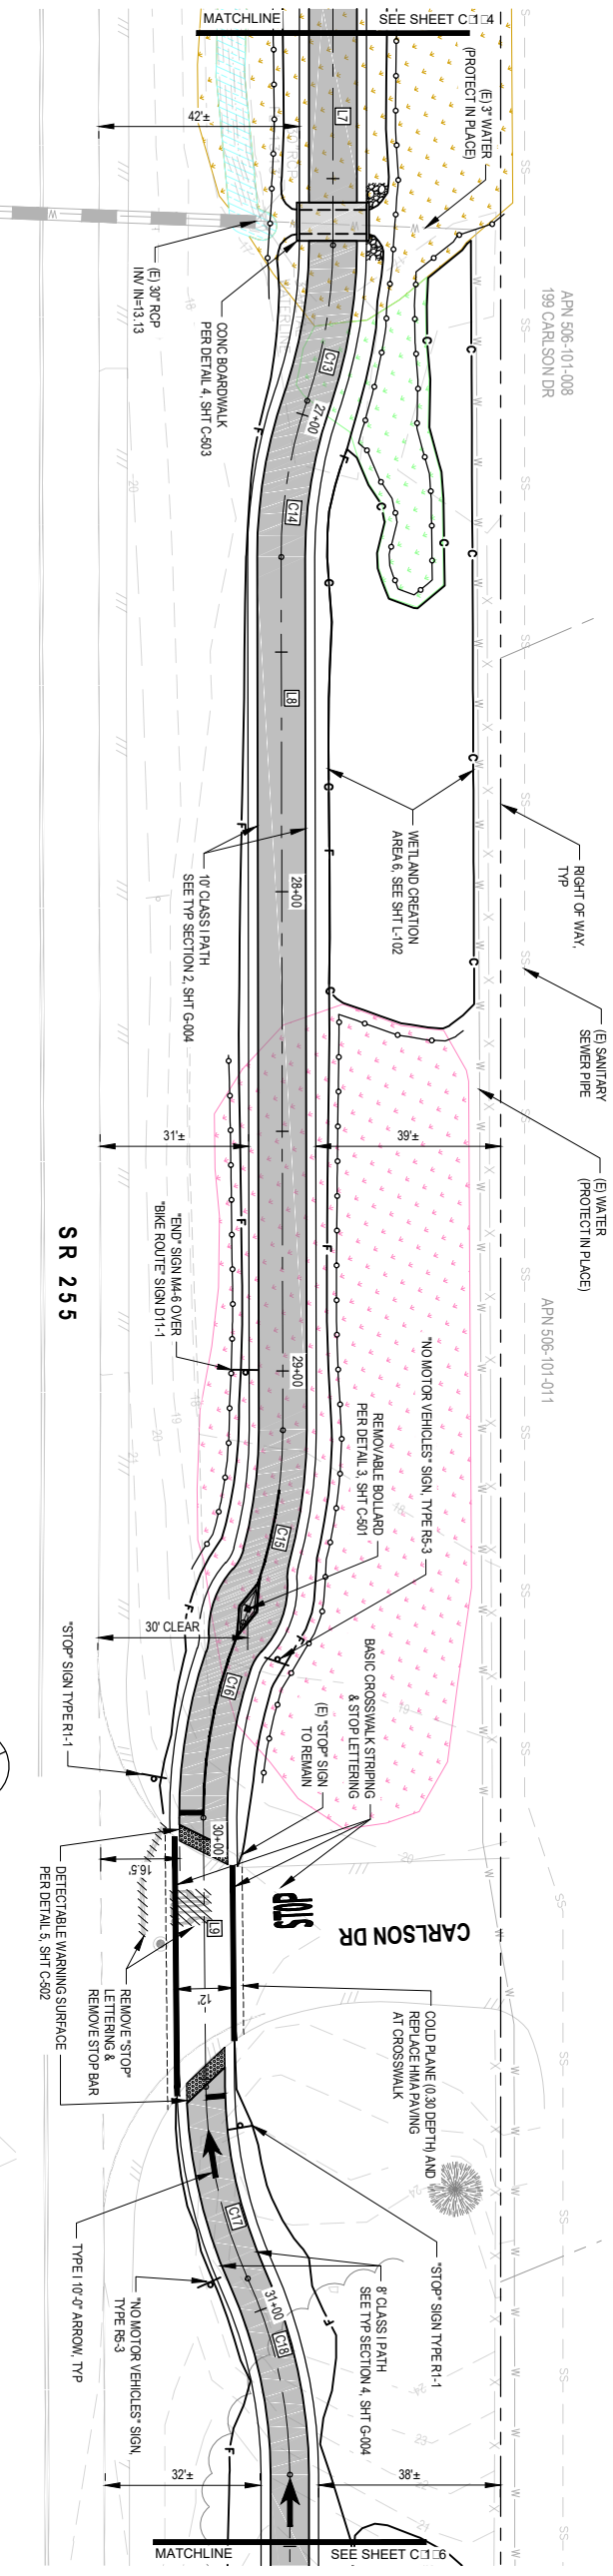 MATCHLINE
SEE SHEET C□1□4
42'±
L7
(E) 3" WATER
(PROTECT IN PLACE)
APN 506-101-008
199 CARLSON DR
(E) 30" RCP
INV IN=13.13
CONC BOARDWALK
PER DETAIL 4, SHT C-503
C13
27+00
C14
L8
WETLAND CREATION
AREA 6, SEE SHT L-102
RIGHT OF WAY,
TYP
(E) SANITARY
SEWER PIPE
(E) WATER
(PROTECT IN PLACE)
28+00
10' CLASS I PATH
SEE TYP SECTION 2, SHT G-004
31'±
39'±
APN 506-101-011
SR 255
"END" SIGN M4-6 OVER
"BIKE ROUTE" SIGN D11-1
29+00
"NO MOTOR VEHICLES" SIGN, TYPE R5-3
REMOVABLE BOLLARD
PER DETAIL 3, SHT C-501
C15
30' CLEAR
C16
BASIC CROSSWALK STRIPING
& STOP LETTERING
(E) "STOP" SIGN
TO REMAIN
"STOP" SIGN TYPE R1-1
30+00
16.5'
L9
STOP
CARLSON DR
12'
DETECTABLE WARNING SURFACE
PER DETAIL 5, SHT C-502
REMOVE "STOP"
LETTERING &
REMOVE STOP BAR
COLD PLANE (0.30 DEPTH) AND
REPLACE HMA PAVING
AT CROSSWALK
"STOP" SIGN TYPE R1-1
C17
TYPE I 10'-0" ARROW, TYP
"NO MOTOR VEHICLES" SIGN,
TYPE R5-3
8' CLASS I PATH
SEE TYP SECTION 4, SHT G-004
31+00
C18
32'±
38'±
MATCHLINE
SEE SHEET C□1□6